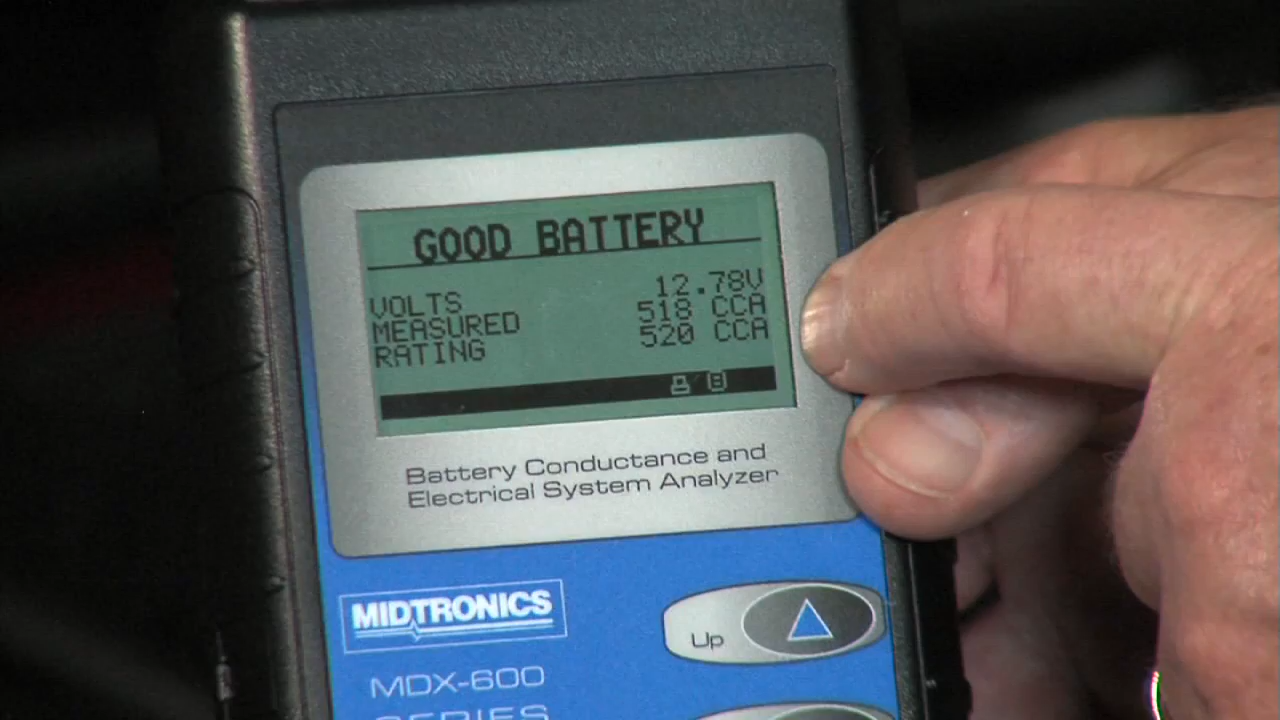 GOOD BATTERY
VOLTS 12.78V
MEASURED 518 CCA
RATING 520 CCA
Battery Conductance and
Electrical System Analyzer
MIDTRONICS
Up
MDX-600
SERIES